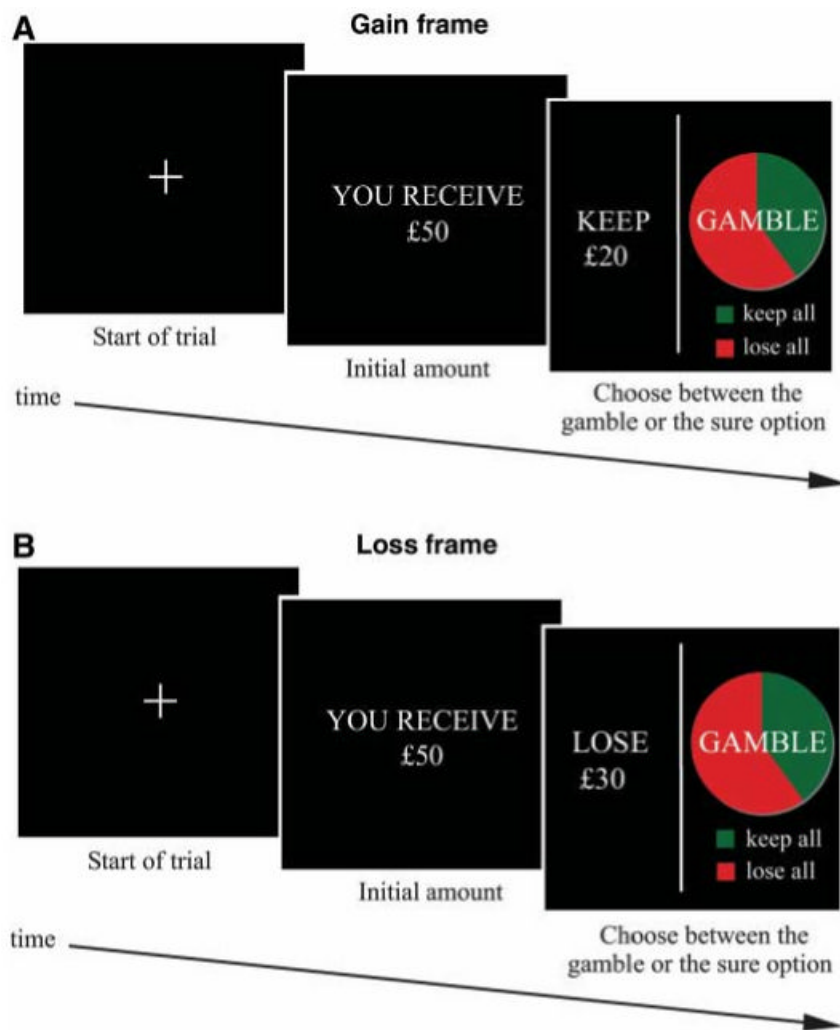 A
Gain frame
Start of trial
YOU RECEIVE
£50
Initial amount
KEEP
£20
GAMBLE
keep all
lose all
Choose between the
gamble or the sure option
time
B
Loss frame
Start of trial
YOU RECEIVE
£50
Initial amount
LOSE
£30
GAMBLE
keep all
lose all
Choose between the
gamble or the sure option
time